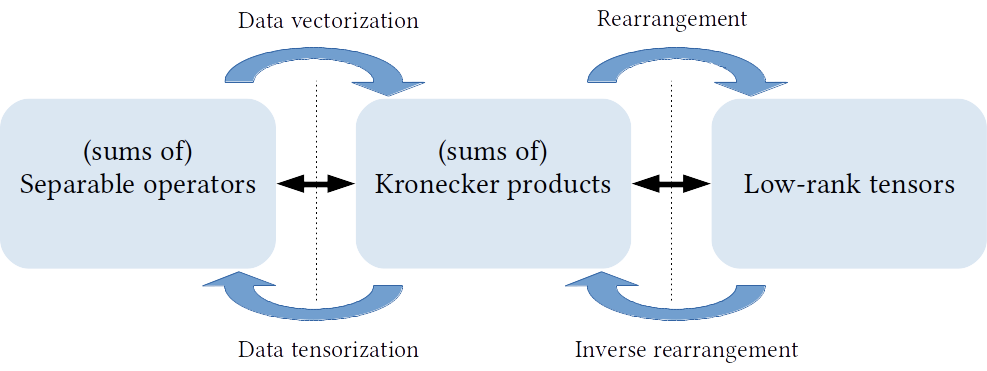 Data vectorization
Rearrangement
(sums of)
Separable operators
(sums of)
Kronecker products
Low-rank tensors
Data tensorization
Inverse rearrangement